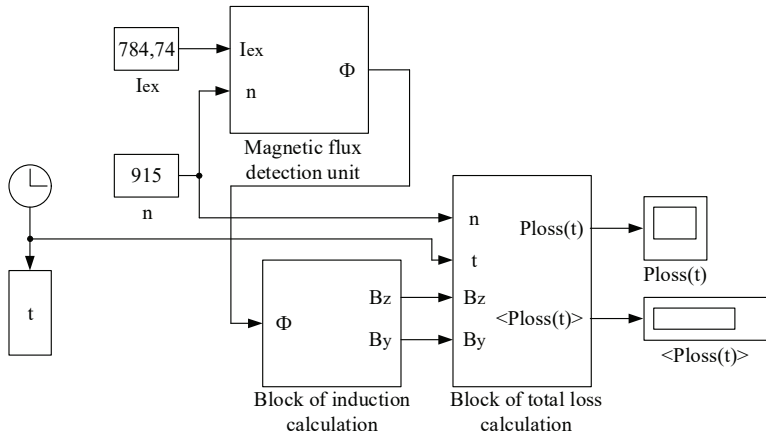 784,74
Iex
Iex
n
Φ
Magnetic flux
detection unit
915
n
t
n
t
Bz
By
Ploss(t)
<Ploss(t)>
Ploss(t)
<Ploss(t)>
Φ
Bz
By
Block of induction
calculation
Block of total loss
calculation